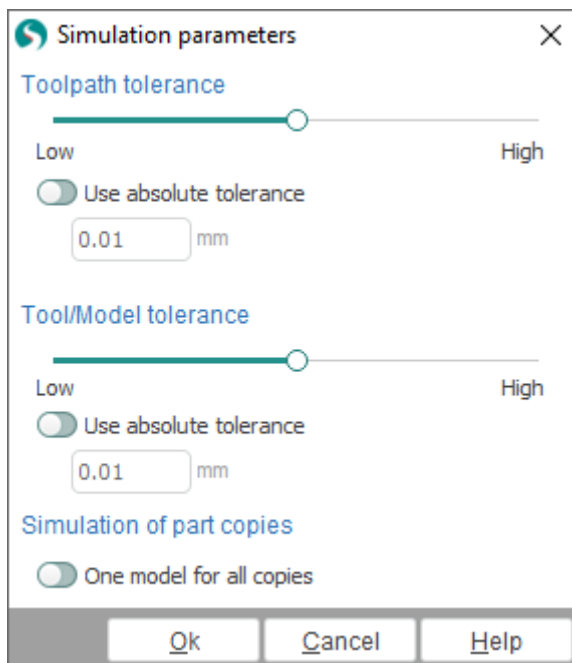 Simulation parameters
Toolpath tolerance
Low High
Use absolute tolerance
0.01 mm
Tool/Model tolerance
Low High
Use absolute tolerance
0.01 mm
Simulation of part copies
One model for all copies
Ok Cancel Help